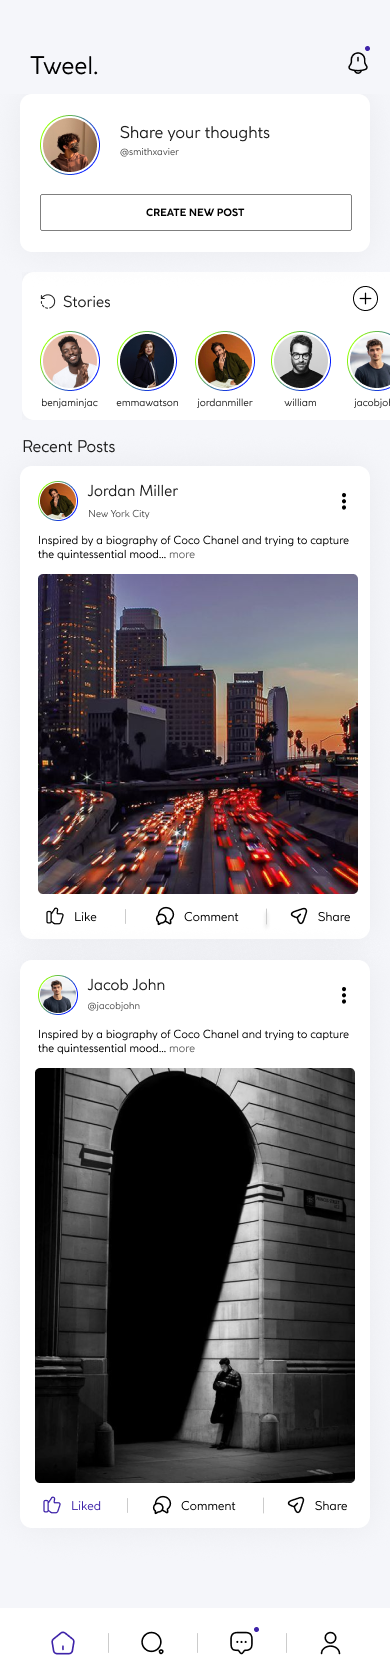 Tweel.
Share your thoughts
@smithxavier
CREATE NEW POST
Stories
benjaminjac
emmawatson
jordanmiller
william
jacobjoh
Recent Posts
Jordan Miller
New York City
Inspired by a biography of Coco Chanel and trying to capture
the quintessential mood... more
Like
Comment
Share
Jacob John
@jacobjohn
Inspired by a biography of Coco Chanel and trying to capture
the quintessential mood... more
Liked
Comment
Share